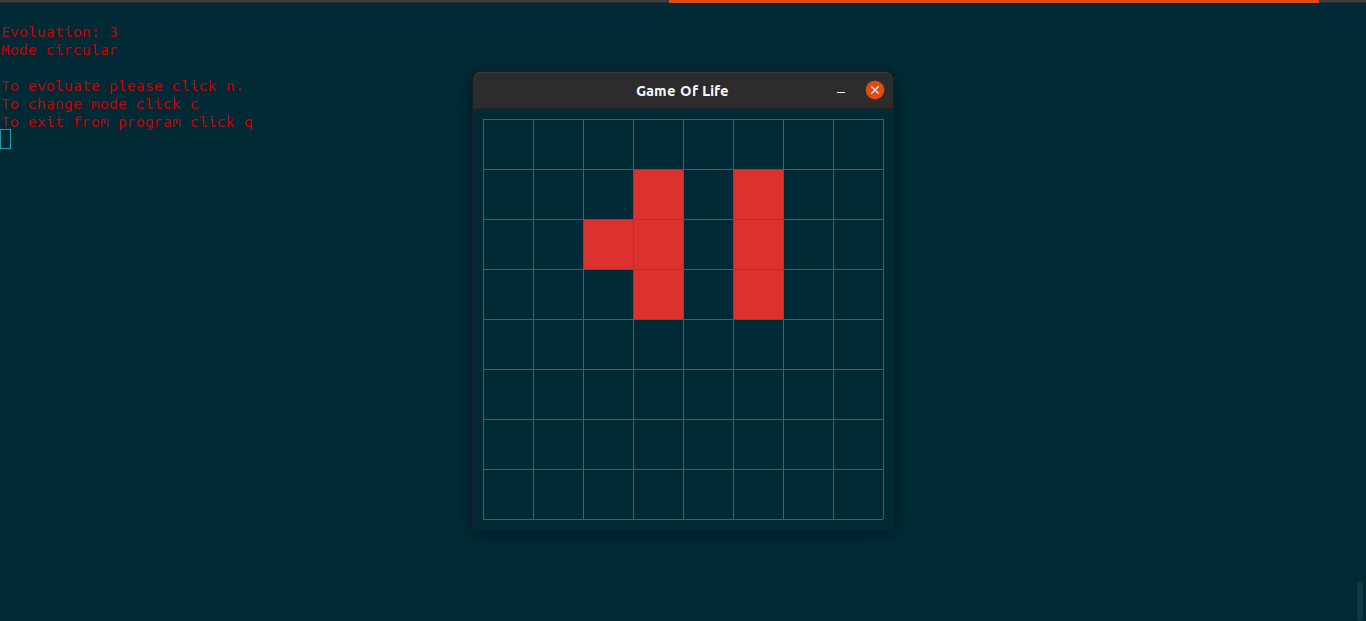 Evoluation: 3
Mode circular
To evoluate please click n.
To change mode click c
To exit from program click q
Game Of Life